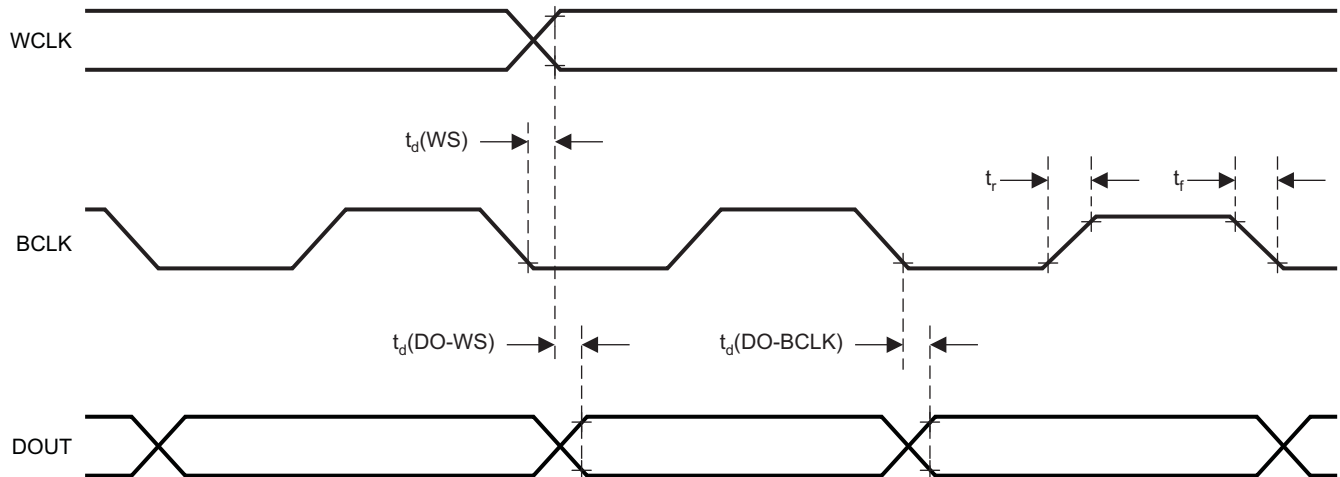 WCLK
td(WS)
tr
tf
BCLK
td(DO-WS)
td(DO-BCLK)
DOUT